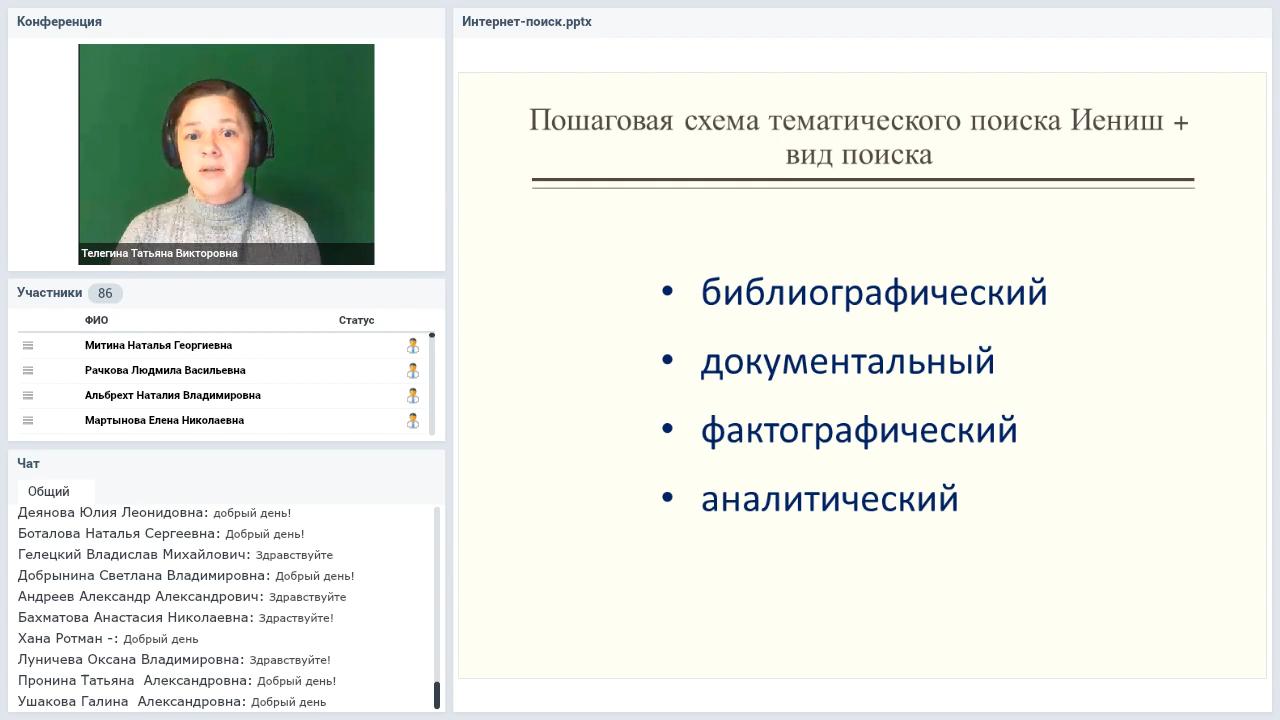 Конференция
Телегина Татьяна Викторовна
Участники 86
ФИО Статус
Митина Наталья Георгиевна
Рачкова Людмила Васильевна
Альбрехт Наталия Владимировна
Мартынова Елена Николаевна
Чат
Общий
Деянова Юлия Леонидовна: добрый день!
Боталова Наталья Сергеевна: Добрый день!
Гелецкий Владислав Михайлович: Здравствуйте
Добрынина Светлана Владимировна: Добрый день!
Андреев Александр Александрович: Здравствуйте
Бахматова Анастасия Николаевна: Здраствуйте!
Хана Ротман -: Добрый день
Луничева Оксана Владимировна: Здравствуйте!
Пронина Татьяна Александровна: Добрый день!
Ушакова Галина Александровна: Добрый день
Интернет-поиск.pptx
Пошаговая схема тематического поиска Иениш +
вид поиска
• библиографический
• документальный
• фактографический
• аналитический